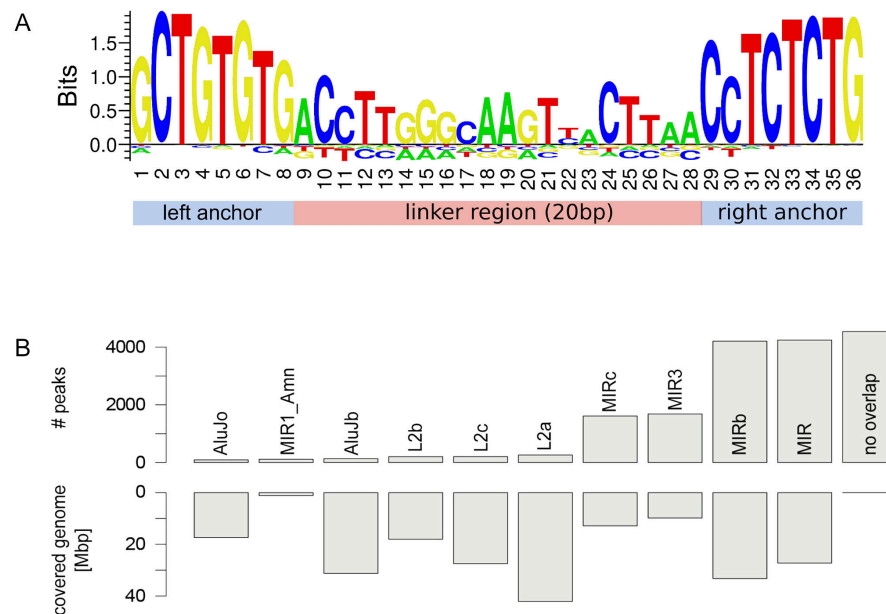 A
Bits
1.5
1.0
0.5
0.0
GCTGTGTGACCTTGGGCAAGTTACTTAACCTCTCTG
1 2 3 4 5 6 7 8 9 10 11 12 13 14 15 16 17 18 19 20 21 22 23 24 25 26 27 28 29 30 31 32 33 34 35 36
left anchor linker region (20bp) right anchor
B
# peaks
4000
2000
0
AluJo MIR1_Amn AluJb L2b L2c L2a MIRc MIR3 MIRb MIR no overlap
covered genome
[Mbp]
0
20
40